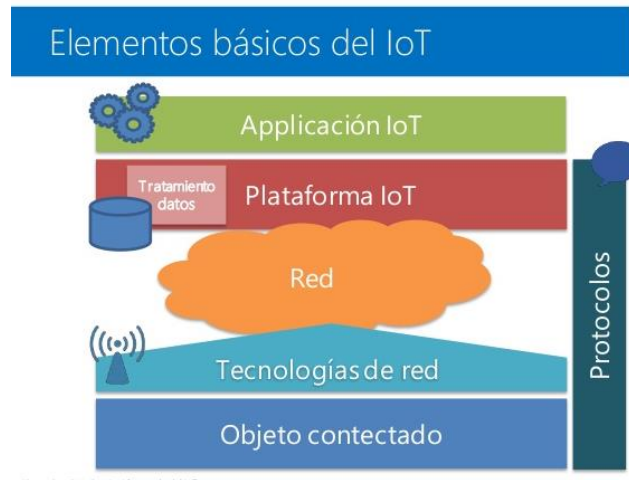 Elementos básicos del IoT
Applicación IoT
Tratamiento
datos
Plataforma IoT
Red
Tecnologías de red
Objeto contectado
Protocolos